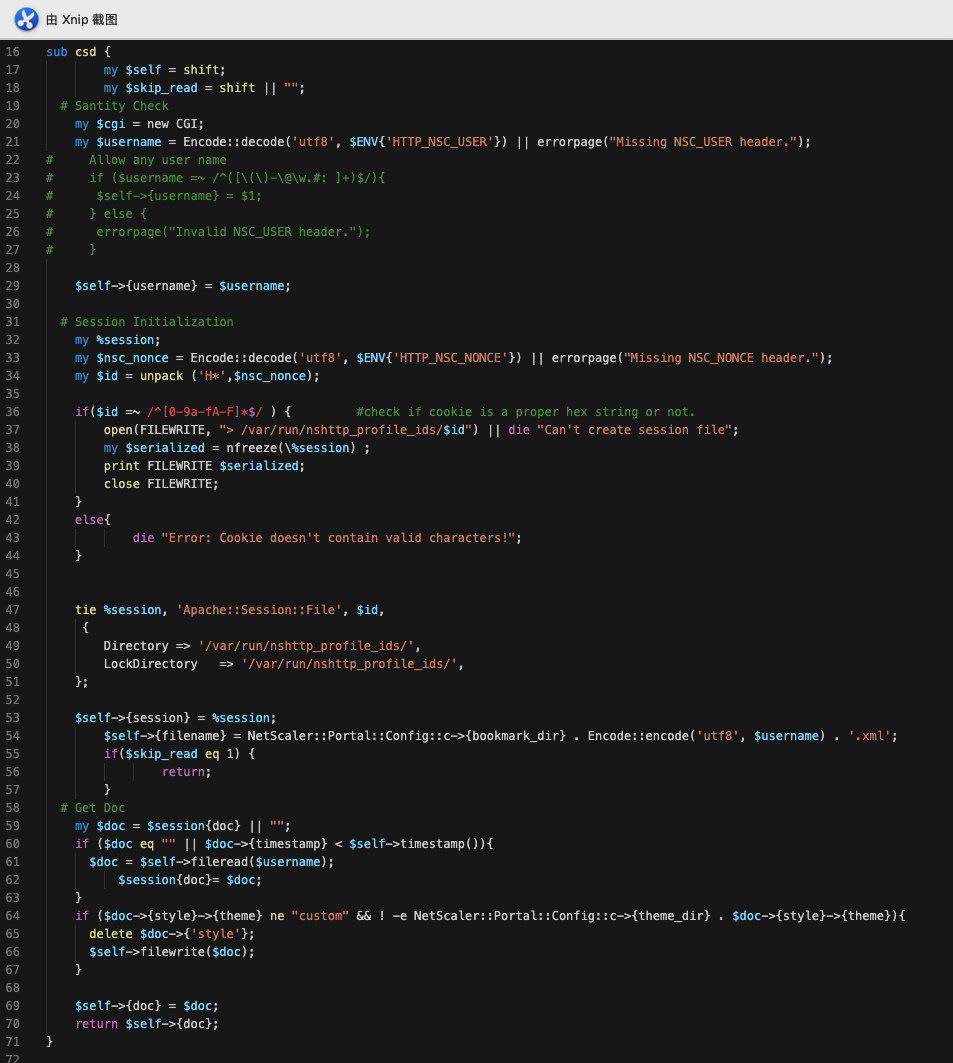 由 Xnip 截图
16 sub csd {
17 my $self = shift;
18 my $skip_read = shift || "";
19 # Santity Check
20 my $cgi = new CGI;
21 my $username = Encode::decode('utf8', $ENV{'HTTP_NSC_USER'}) || errorpage("Missing NSC_USER header.");
22 # Allow any user name
23 # if ($username =~ /^([\(\)-\@\w.#: ]+)$/){
24 # $self->{username} = $1;
25 # } else {
26 # errorpage("Invalid NSC_USER header.");
27 # }
28
29 $self->{username} = $username;
30
31 # Session Initialization
32 my %session;
33 my $nsc_nonce = Encode::decode('utf8', $ENV{'HTTP_NSC_NONCE'}) || errorpage("Missing NSC_NONCE header.");
34 my $id = unpack ('H*',$nsc_nonce);
35
36 if($id =~ /^[0-9a-fA-F]*$/ ) { #check if cookie is a proper hex string or not.
37 open(FILEWRITE, "> /var/run/nshttp_profile_ids/$id") || die "Can't create session file";
38 my $serialized = nfreeze(\%session) ;
39 print FILEWRITE $serialized;
40 close FILEWRITE;
41 }
42 else{
43 die "Error: Cookie doesn't contain valid characters!";
44 }
45
46
47 tie %session, 'Apache::Session::File', $id,
48 {
49 Directory => '/var/run/nshttp_profile_ids/',
50 LockDirectory => '/var/run/nshttp_profile_ids/',
51 };
52
53 $self->{session} = %session;
54 $self->{filename} = NetScaler::Portal::Config::c->{bookmark_dir} . Encode::encode('utf8', $username) . '.xml';
55 if($skip_read eq 1) {
56 return;
57 }
58 # Get Doc
59 my $doc = $session{doc} || "";
60 if ($doc eq "" || $doc->{timestamp} < $self->timestamp()){
61 $doc = $self->fileread($username);
62 $session{doc}= $doc;
63 }
64 if ($doc->{style}->{theme} ne "custom" && ! -e NetScaler::Portal::Config::c->{theme_dir} . $doc->{style}->{theme}){
65 delete $doc->{'style'};
66 $self->filewrite($doc);
67 }
68
69 $self->{doc} = $doc;
70 return $self->{doc};
71 }
72